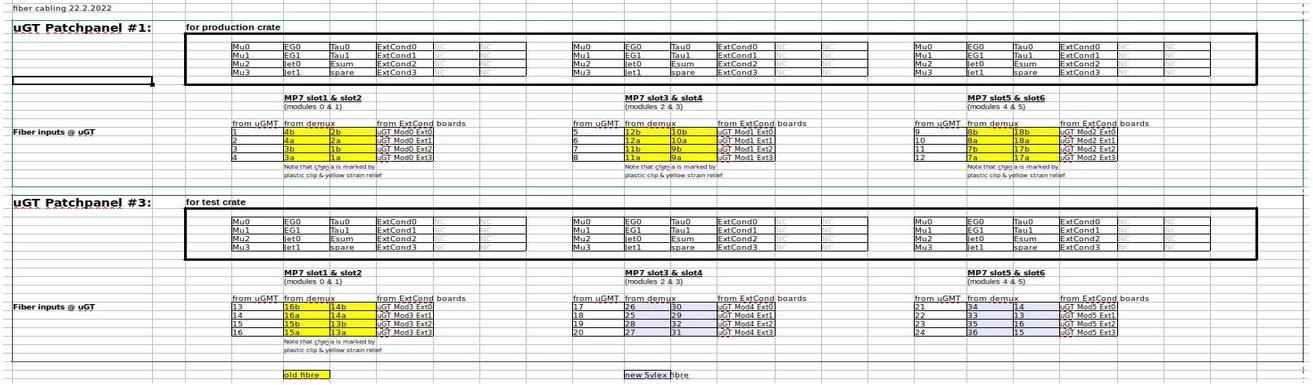 fiber cabling 22.2.2022
uGT Patchpanel #1: for production crate
Mu0 EG0 Tau0 ExtCond0 NC NC Mu0 EG0 Tau0 ExtCond0 NC NC Mu0 EG0 Tau0 ExtCond0 NC NC
Mu1 EG1 Tau1 ExtCond1 NC NC Mu1 EG1 Tau1 ExtCond1 NC NC Mu1 EG1 Tau1 ExtCond1 NC NC
Mu2 Jet0 Esum ExtCond2 NC NC Mu2 Jet0 Esum ExtCond2 NC NC Mu2 Jet0 Esum ExtCond2 NC NC
Mu3 Jet1 spare ExtCond3 NC NC Mu3 Jet1 spare ExtCond3 NC NC Mu3 Jet1 spare ExtCond3 NC NC
MP7 slot1 & slot2 MP7 slot3 & slot4 MP7 slot5 & slot6
(modules 0 & 1) (modules 2 & 3) (modules 4 & 5)
from uGMT from demux from ExtCond boards from uGMT from demux from ExtCond boards from uGMT from demux from ExtCond boards
Fiber inputs @ uGT 1 4b 2b uGT Mod0 Ext0 5 12b 10b uGT Mod1 Ext0 9 8b 18b uGT Mod2 Ext0
2 4a 2a uGT Mod0 Ext1 6 12a 10a uGT Mod1 Ext1 10 8a 18a uGT Mod2 Ext1
3 3b 1b uGT Mod0 Ext2 7 11b 9b uGT Mod1 Ext2 11 7b 17b uGT Mod2 Ext2
4 3a 1a uGT Mod0 Ext3 8 11a 9a uGT Mod1 Ext3 12 7a 17a uGT Mod2 Ext3
Note that is marked by Note that is marked by Note that is marked by
plastic clip & yellow strain relief plastic clip & yellow strain relief plastic clip & yellow strain relief
uGT Patchpanel #3: for test crate
Mu0 EG0 Tau0 ExtCond0 NC NC Mu0 EG0 Tau0 ExtCond0 NC NC Mu0 EG0 Tau0 ExtCond0 NC NC
Mu1 EG1 Tau1 ExtCond1 NC NC Mu1 EG1 Tau1 ExtCond1 NC NC Mu1 EG1 Tau1 ExtCond1 NC NC
Mu2 Jet0 Esum ExtCond2 NC NC Mu2 Jet0 Esum ExtCond2 NC NC Mu2 Jet0 Esum ExtCond2 NC NC
Mu3 Jet1 spare ExtCond3 NC NC Mu3 Jet1 spare ExtCond3 NC NC Mu3 Jet1 spare ExtCond3 NC NC
MP7 slot1 & slot2 MP7 slot3 & slot4 MP7 slot5 & slot6
(modules 0 & 1) (modules 2 & 3) (modules 4 & 5)
from uGMT from demux from ExtCond boards from uGMT from demux from ExtCond boards from uGMT from demux from ExtCond boards
Fiber inputs @ uGT 13 16b 14b uGT Mod3 Ext0 17 26 30 uGT Mod4 Ext0 21 34 14 uGT Mod5 Ext0
14 16a 14a uGT Mod3 Ext1 18 25 29 uGT Mod4 Ext1 22 33 13 uGT Mod5 Ext1
15 15b 13b uGT Mod3 Ext2 19 28 32 uGT Mod4 Ext2 23 35 16 uGT Mod5 Ext2
16 15a 13a uGT Mod3 Ext3 20 27 31 uGT Mod4 Ext3 24 36 15 uGT Mod5 Ext3
Note that is marked by
plastic clip & yellow strain relief
old fibre new Sylex fibre